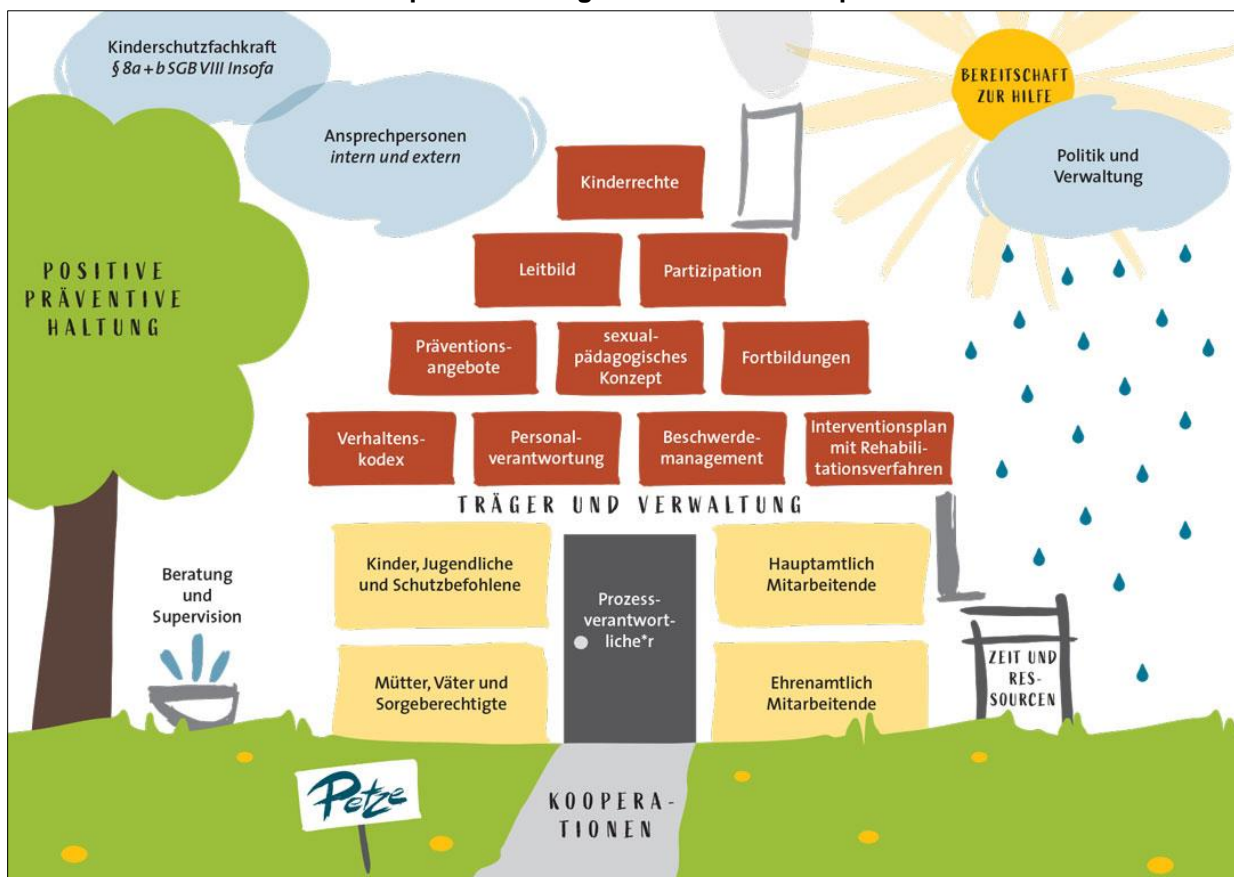 Kinderschutzfachkraft
§ 8a + b SGB VIII Insofa
Ansprechpersonen
intern und extern
BEREITSCHAFT
ZUR HILFE
Politik und
Verwaltung
POSITIVE
PRÄVENTIVE
HALTUNG
Kinderrechte
Leitbild
Partizipation
Präventions-
angebote
sexual-
pädagogisches
Konzept
Fortbildungen
Verhaltens-
kodex
Personal-
verantwortung
Beschwerde-
management
Interventionsplan
mit Rehabili-
tationsverfahren
TRÄGER UND VERWALTUNG
Beratung
und
Supervision
Kinder, Jugendliche
und Schutzbefohlene
Prozess-
verantwort-
liche*r
Hauptamtlich
Mitarbeitende
Mütter, Väter und
Sorgeberechtigte
Ehrenamtlich
Mitarbeitende
ZEIT UND
RES-
SOURCEN
Petze
KOOPERA-
TIONEN